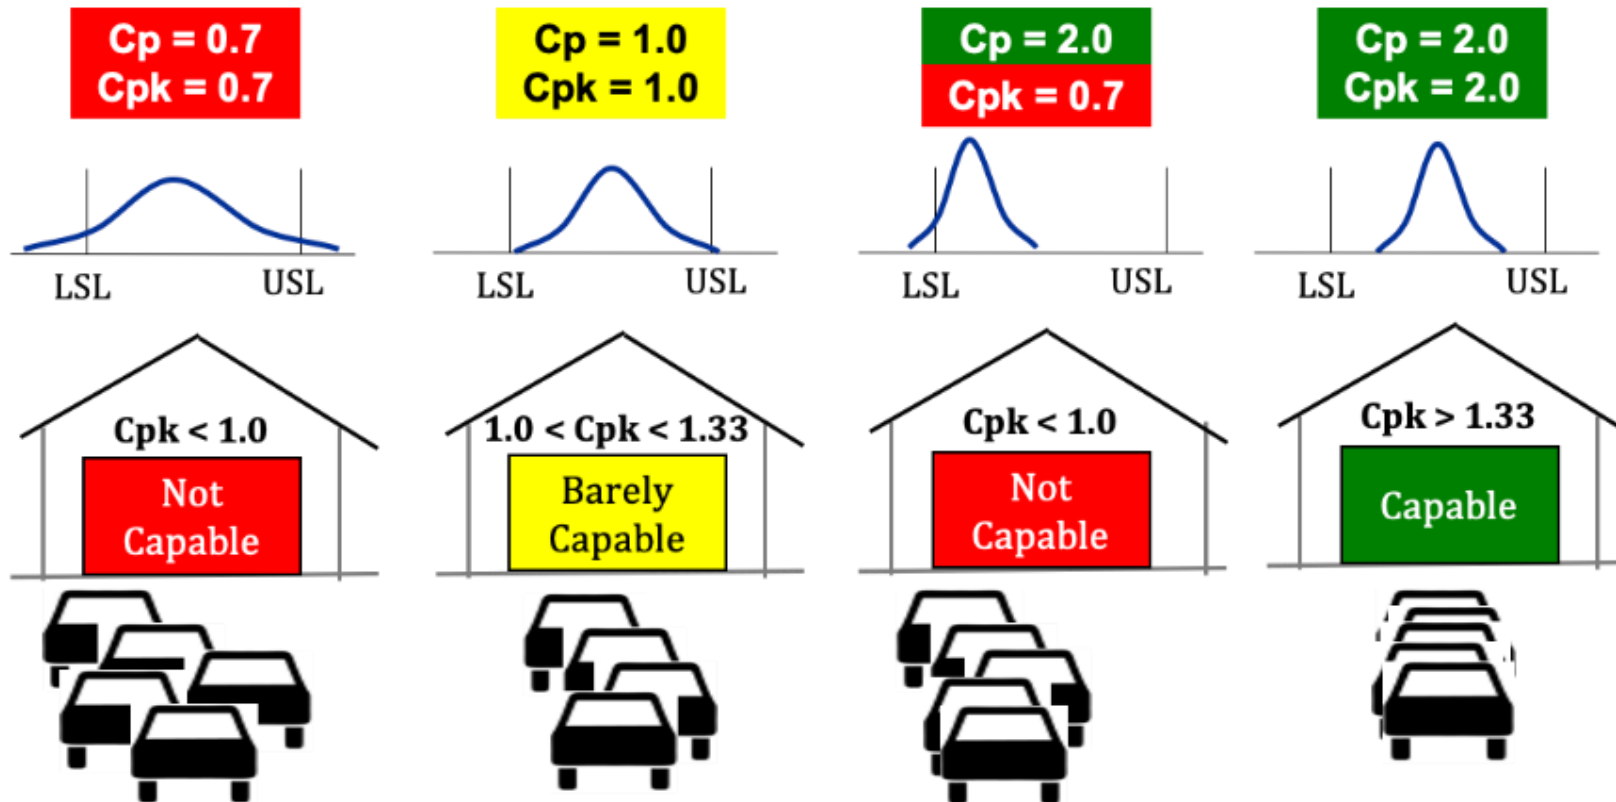 Cp = 0.7
Cpk = 0.7
Cp = 1.0
Cpk = 1.0
Cp = 2.0
Cpk = 0.7
Cp = 2.0
Cpk = 2.0
LSL
USL
LSL
USL
LSL
USL
LSL
USL
Cpk < 1.0
Not
Capable
1.0 < Cpk < 1.33
Barely
Capable
Cpk < 1.0
Not
Capable
Cpk > 1.33
Capable